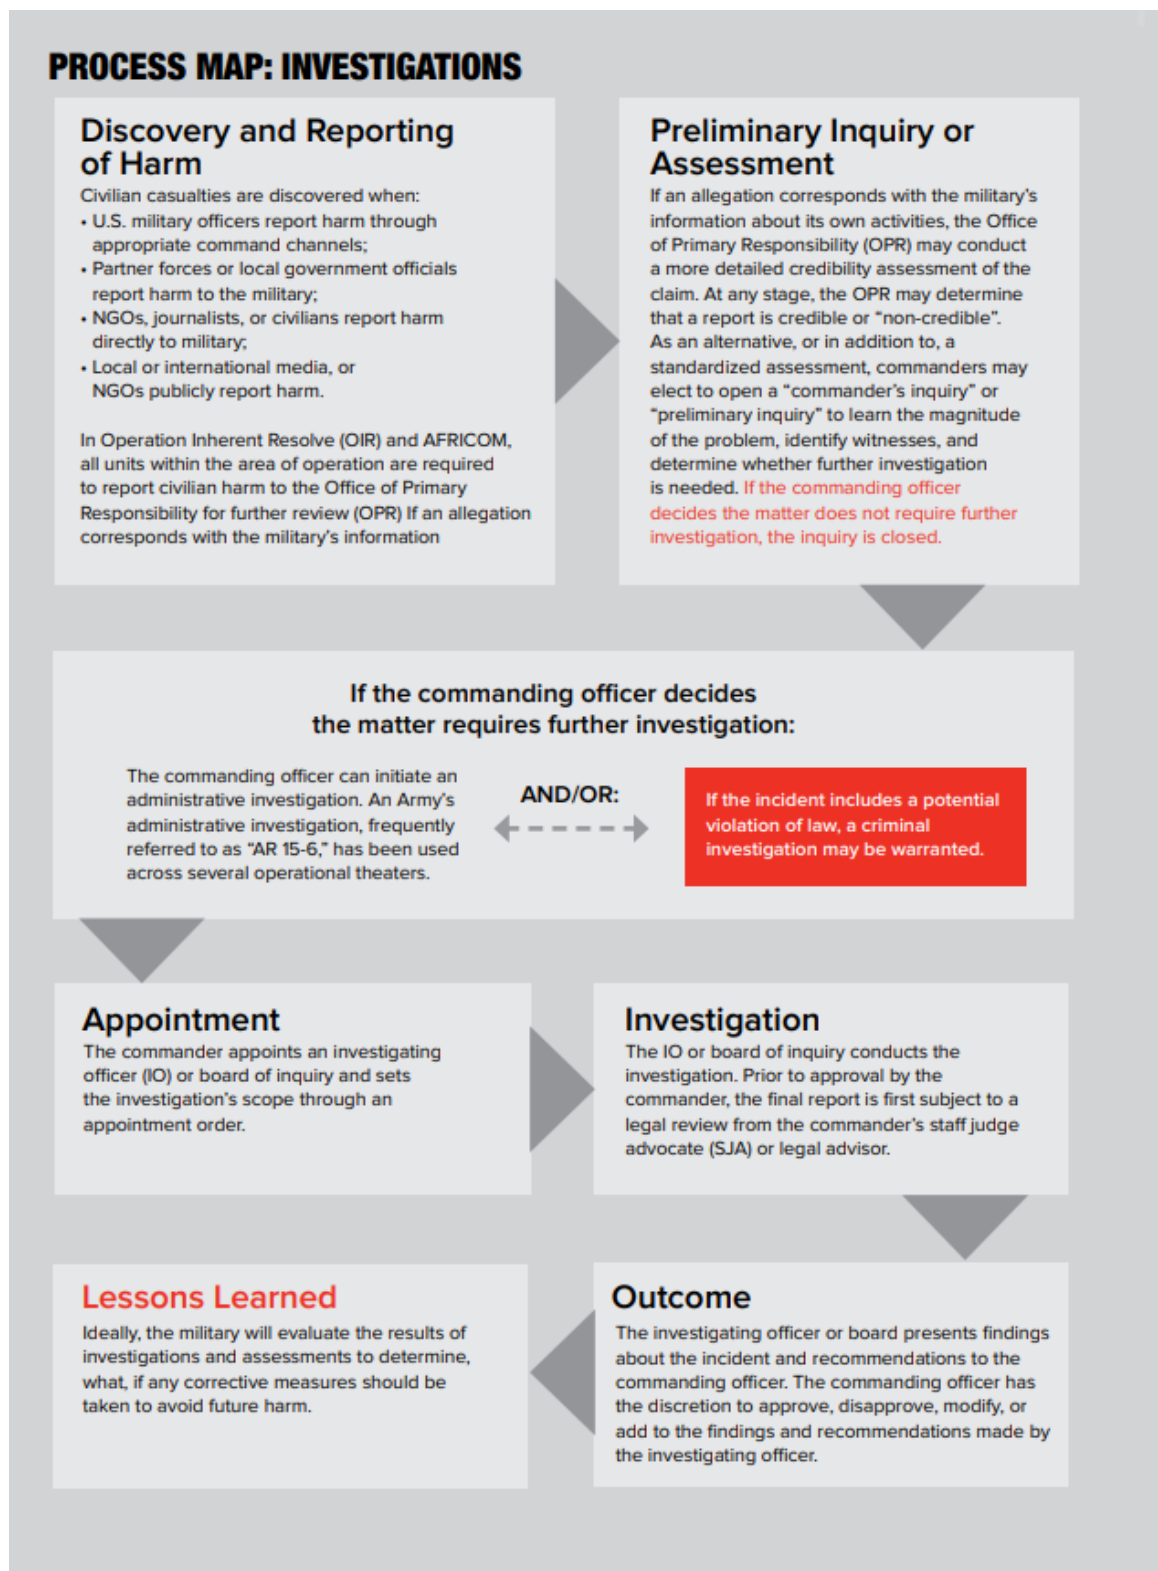 PROCESS MAP: INVESTIGATIONS
Discovery and Reporting
of Harm
Civilian casualties are discovered when:
• U.S. military officers report harm through
appropriate command channels;
• Partner forces or local government officials
report harm to the military;
• NGOs, journalists, or civilians report harm
directly to military;
• Local or international media, or
NGOs publicly report harm.
In Operation Inherent Resolve (OIR) and AFRICOM,
all units within the area of operation are required
to report civilian harm to the Office of Primary
Responsibility for further review (OPR) If an allegation
corresponds with the military's information
Preliminary Inquiry or
Assessment
If an allegation corresponds with the military's
information about its own activities, the Office
of Primary Responsibility (OPR) may conduct
a more detailed credibility assessment of the
claim. At any stage, the OPR may determine
that a report is credible or “non-credible”.
As an alternative, or in addition to, a
standardized assessment, commanders may
elect to open a “commander's inquiry” or
“preliminary inquiry” to learn the magnitude
of the problem, identify witnesses, and
determine whether further investigation
is needed. If the commanding officer
decides the matter does not require further
investigation, the inquiry is closed.
If the commanding officer decides
the matter requires further investigation:
The commanding officer can initiate an
administrative investigation. An Army's
administrative investigation, frequently
referred to as “AR 15-6,” has been used
across several operational theaters.
AND/OR:
If the incident includes a potential
violation of law, a criminal
investigation may be warranted.
Appointment
The commander appoints an investigating
officer (IO) or board of inquiry and sets
the investigation's scope through an
appointment order.
Investigation
The IO or board of inquiry conducts the
investigation. Prior to approval by the
commander, the final report is first subject to a
legal review from the commander's staff judge
advocate (SJA) or legal advisor.
Outcome
The investigating officer or board presents findings
about the incident and recommendations to the
commanding officer. The commanding officer has
the discretion to approve, disapprove, modify, or
add to the findings and recommendations made by
the investigating officer.
Lessons Learned
Ideally, the military will evaluate the results of
investigations and assessments to determine,
what, if any corrective measures should be
taken to avoid future harm.